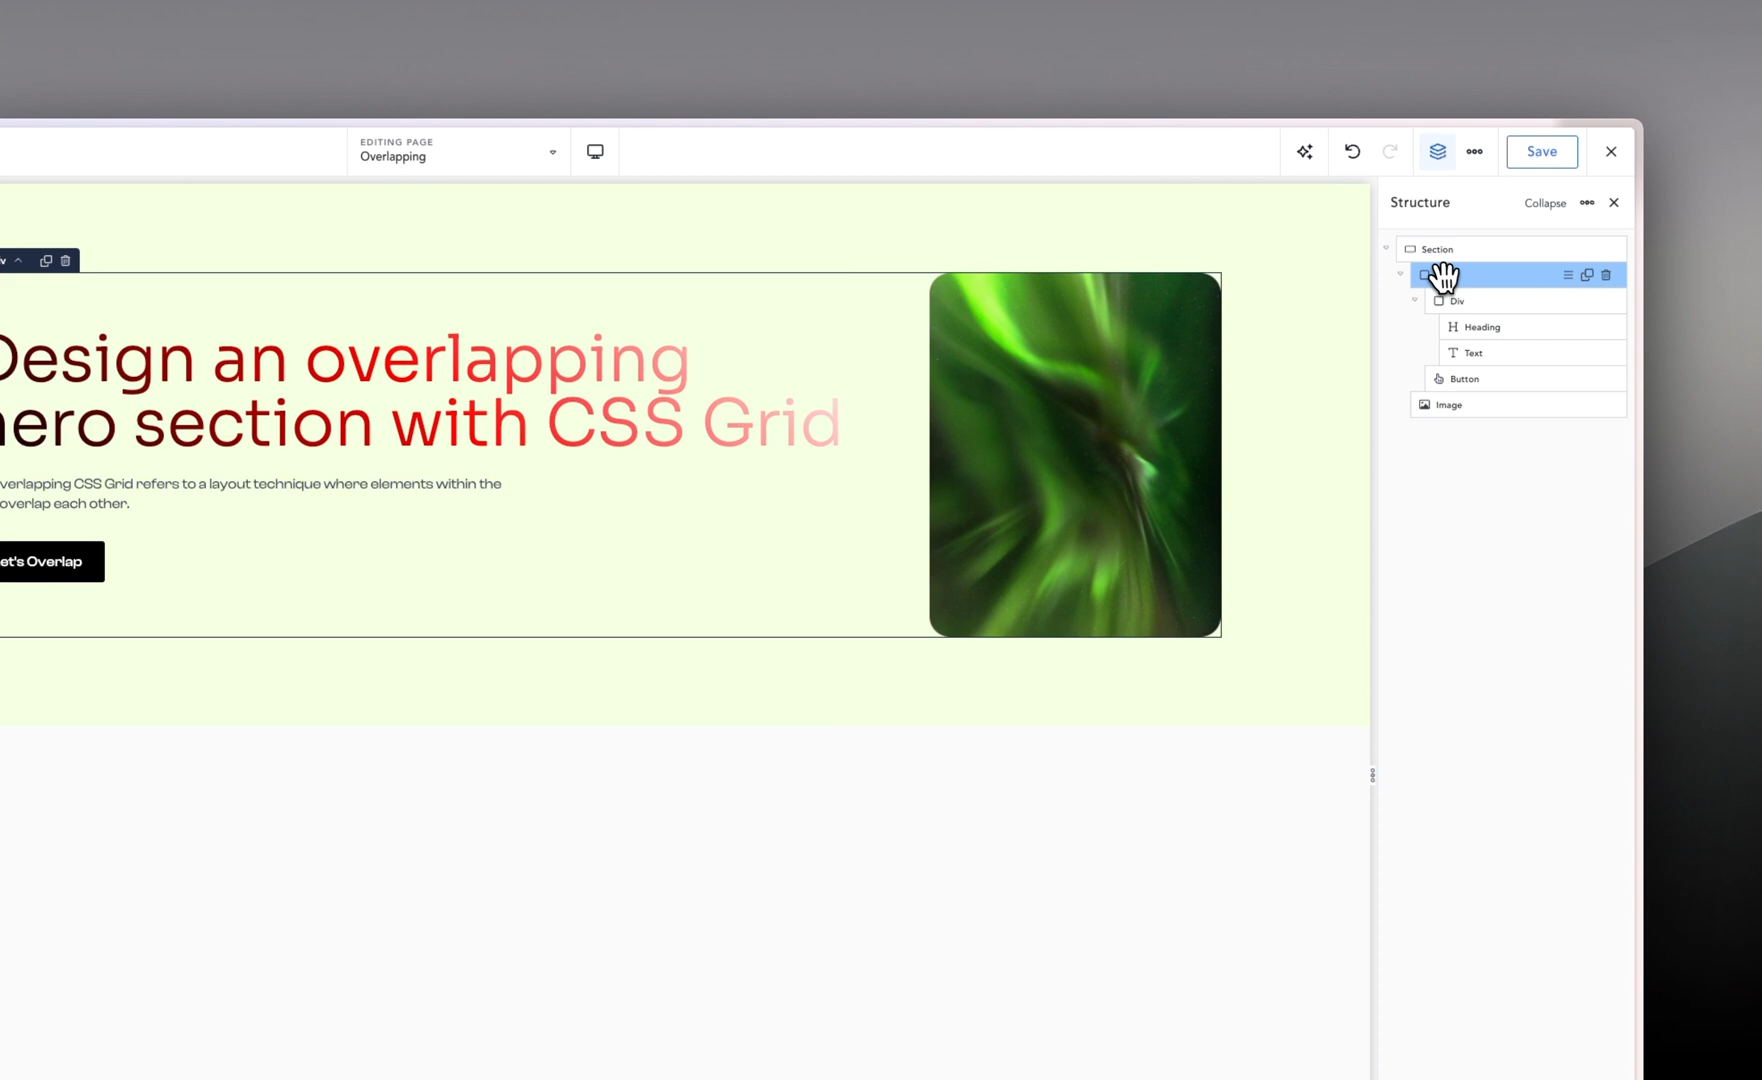 EDITING PAGE
Overlapping
Save
Structure
Collapse
Section
Div
Heading
Text
Button
Image
Design an overlapping
hero section with CSS Grid
verlapping CSS Grid refers to a layout technique where elements within the
overlap each other.
et's Overlap